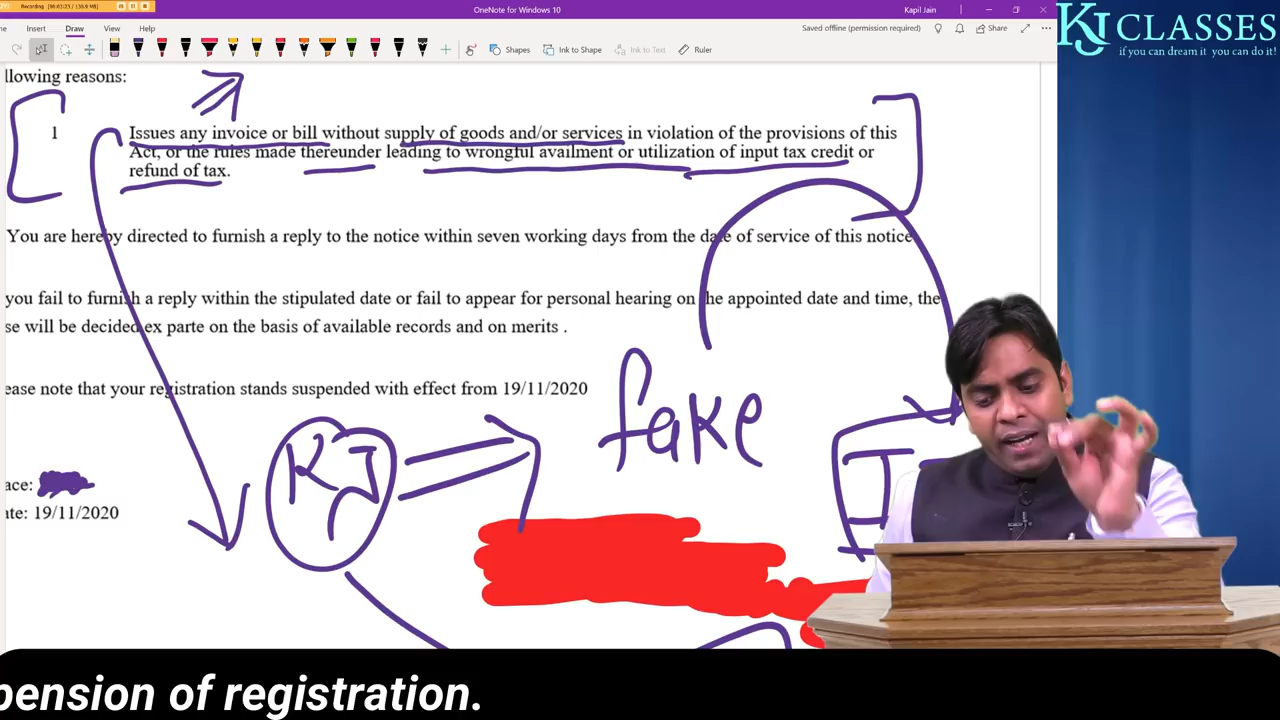 Recording [00:03:23 / 136.9 MB]
OneNote for Windows 10
Kapil Jain
Insert Draw View
Saved offline (permission required)
Share
Shapes Ink to Shape Ink to Text Ruler
KJ CLASSES
if you can dream it you can do it!
llowing reasons:
1 Issues any invoice or bill without supply of goods and/or services in violation of the provisions of this
Act, or the rules made thereunder leading to wrongful availment or utilization of input tax credit or
refund of tax.
You are hereby directed to furnish a reply to the notice within seven working days from the date of service of this notice
you fail to furnish a reply within the stipulated date or fail to appear for personal hearing on the appointed date and time, the
se will be decided ex parte on the basis of available records and on merits .
ease note that your registration stands suspended with effect from 19/11/2020
fake
KJ
I
ace:
ate: 19/11/2020
pension of registration.